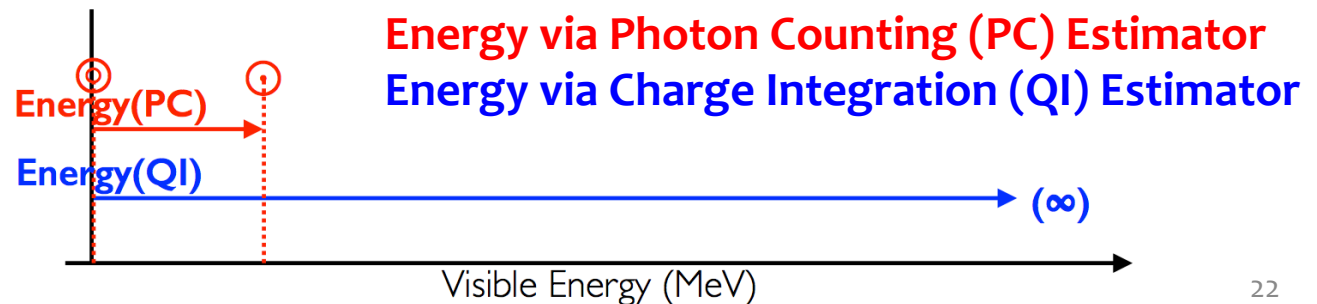 Energy via Photon Counting (PC) Estimator
Energy via Charge Integration (QI) Estimator
Energy(PC)
Energy(QI)
(∞)
Visible Energy (MeV)
22